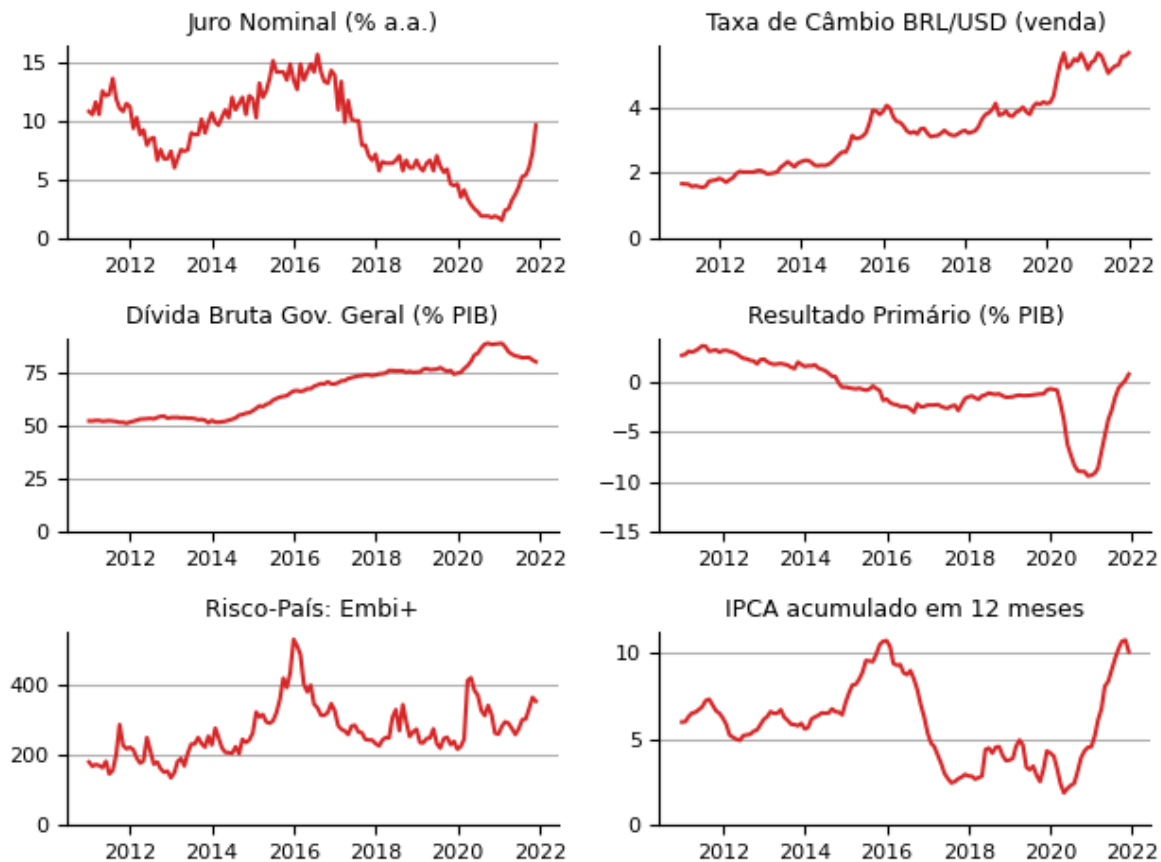 Juro Nominal (% a.a.)
15
10
5
0
2012 2014 2016 2018 2020 2022
Taxa de Câmbio BRL/USD (venda)
4
2
0
2012 2014 2016 2018 2020 2022
Dívida Bruta Gov. Geral (% PIB)
75
50
25
0
2012 2014 2016 2018 2020 2022
Resultado Primário (% PIB)
0
−5
−10
−15
2012 2014 2016 2018 2020 2022
Risco-País: Embi+
400
200
0
2012 2014 2016 2018 2020 2022
IPCA acumulado em 12 meses
10
5
0
2012 2014 2016 2018 2020 2022